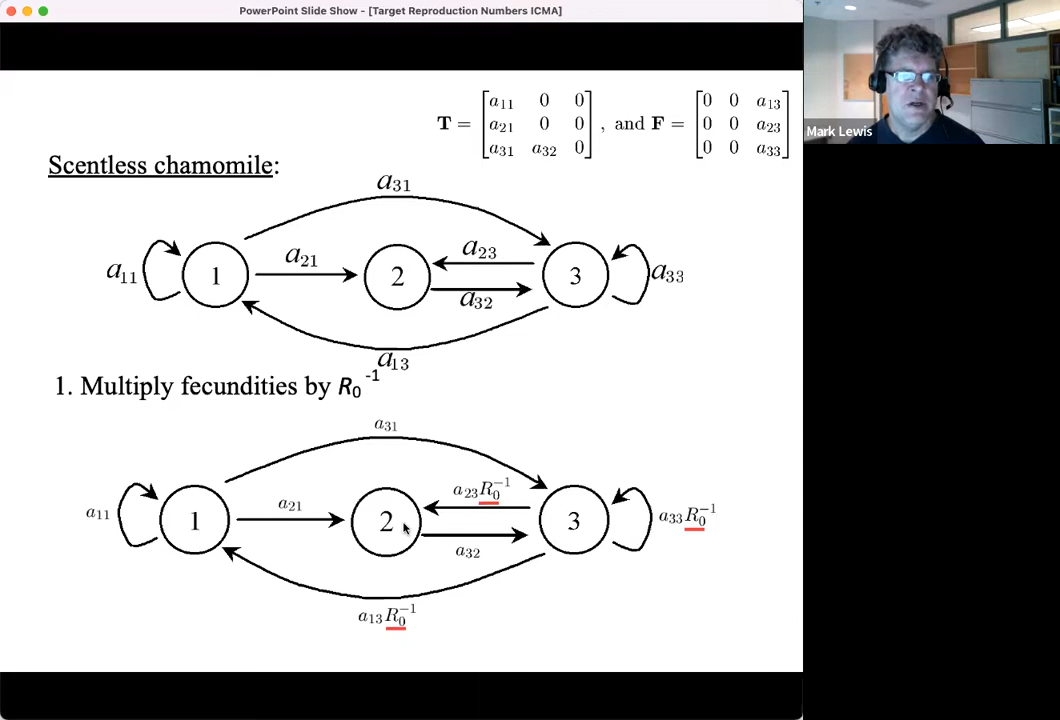 PowerPoint Slide Show - [Target Reproduction Numbers ICMA]
T = [a11 0 0; a21 0 0; a31 a32 0], and F = [0 0 a13; 0 0 a23; 0 0 a33]
Mark Lewis
Scentless chamomile:
a31
a11 1 a21 2 a23 a32 3 a33
a13
1. Multiply fecundities by R0^-1
a31
a11 1 a21 2 a23R0^-1 a32 3 a33R0^-1
a13R0^-1